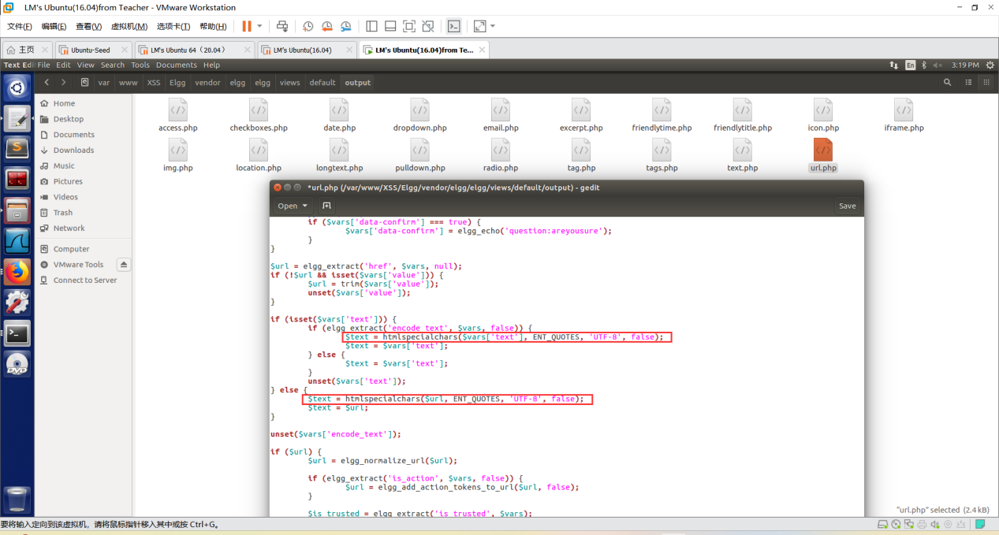 LM's Ubuntu(16.04)from Teacher - VMware Workstation
文件(F) 编辑(E) 查看(V) 虚拟机(M) 选项卡(T) 帮助(H)
主页 Ubuntu-Seed LM's Ubuntu 64（20.04） LM's Ubuntu(16.04) LM's Ubuntu(16.04)from Te...
Text Edi File Edit View Search Tools Documents Help En 3:19 PM
var www XSS Elgg vendor elgg elgg views default output
Home
Desktop
Documents
Downloads
Music
Pictures
Videos
Trash
Network
Computer
VMware Tools
Connect to Server
access.php checkboxes.php date.php dropdown.php email.php excerpt.php friendlytime.php friendlytitle.php icon.php iframe.php
img.php location.php longtext.php pulldown.php radio.php tag.php tags.php text.php url.php
*url.php (/var/www/XSS/Elgg/vendor/elgg/elgg/views/default/output) - gedit
Open Save
if ($vars['data-confirm'] === true) {
$vars['data-confirm'] = elgg_echo('question:areyousure');
}
}
$url = elgg_extract('href', $vars, null);
if (!$url && isset($vars['value'])) {
$url = trim($vars['value']);
unset($vars['value']);
}
if (isset($vars['text'])) {
if (elgg_extract('encode_text', $vars, false)) {
$text = htmlspecialchars($vars['text'], ENT_QUOTES, 'UTF-8', false);
$text = $vars['text'];
} else {
$text = $vars['text'];
}
unset($vars['text']);
} else {
$text = htmlspecialchars($url, ENT_QUOTES, 'UTF-8', false);
$text = $url;
}
unset($vars['encode_text']);
if ($url) {
$url = elgg_normalize_url($url);
if (elgg_extract('is_action', $vars, false)) {
$url = elgg_add_action_tokens_to_url($url, false);
}
$is_trusted = elgg_extract('is_trusted', $vars);
"url.php" selected (2.4 kB)
要将输入定向到该虚拟机，请将鼠标指针移入其中或按 Ctrl+G。